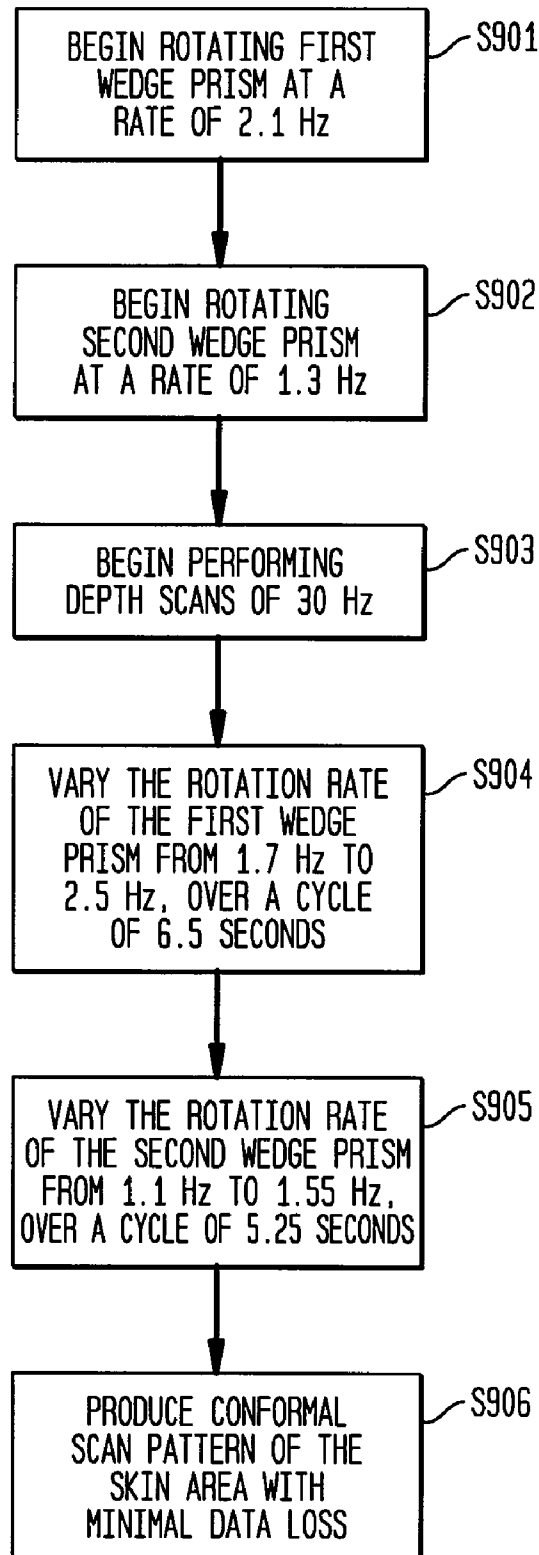 BEGIN ROTATING FIRST
WEDGE PRISM AT A
RATE OF 2.1 Hz
S901
BEGIN ROTATING
SECOND WEDGE PRISM
AT A RATE OF 1.3 Hz
S902
BEGIN PERFORMING
DEPTH SCANS OF 30 Hz
S903
VARY THE ROTATION RATE
OF THE FIRST WEDGE
PRISM FROM 1.7 Hz TO
2.5 Hz, OVER A CYCLE
OF 6.5 SECONDS
S904
VARY THE ROTATION RATE
OF THE SECOND WEDGE PRISM
FROM 1.1 Hz TO 1.55 Hz,
OVER A CYCLE OF 5.25 SECONDS
S905
PRODUCE CONFORMAL
SCAN PATTERN OF THE
SKIN AREA WITH
MINIMAL DATA LOSS
S906